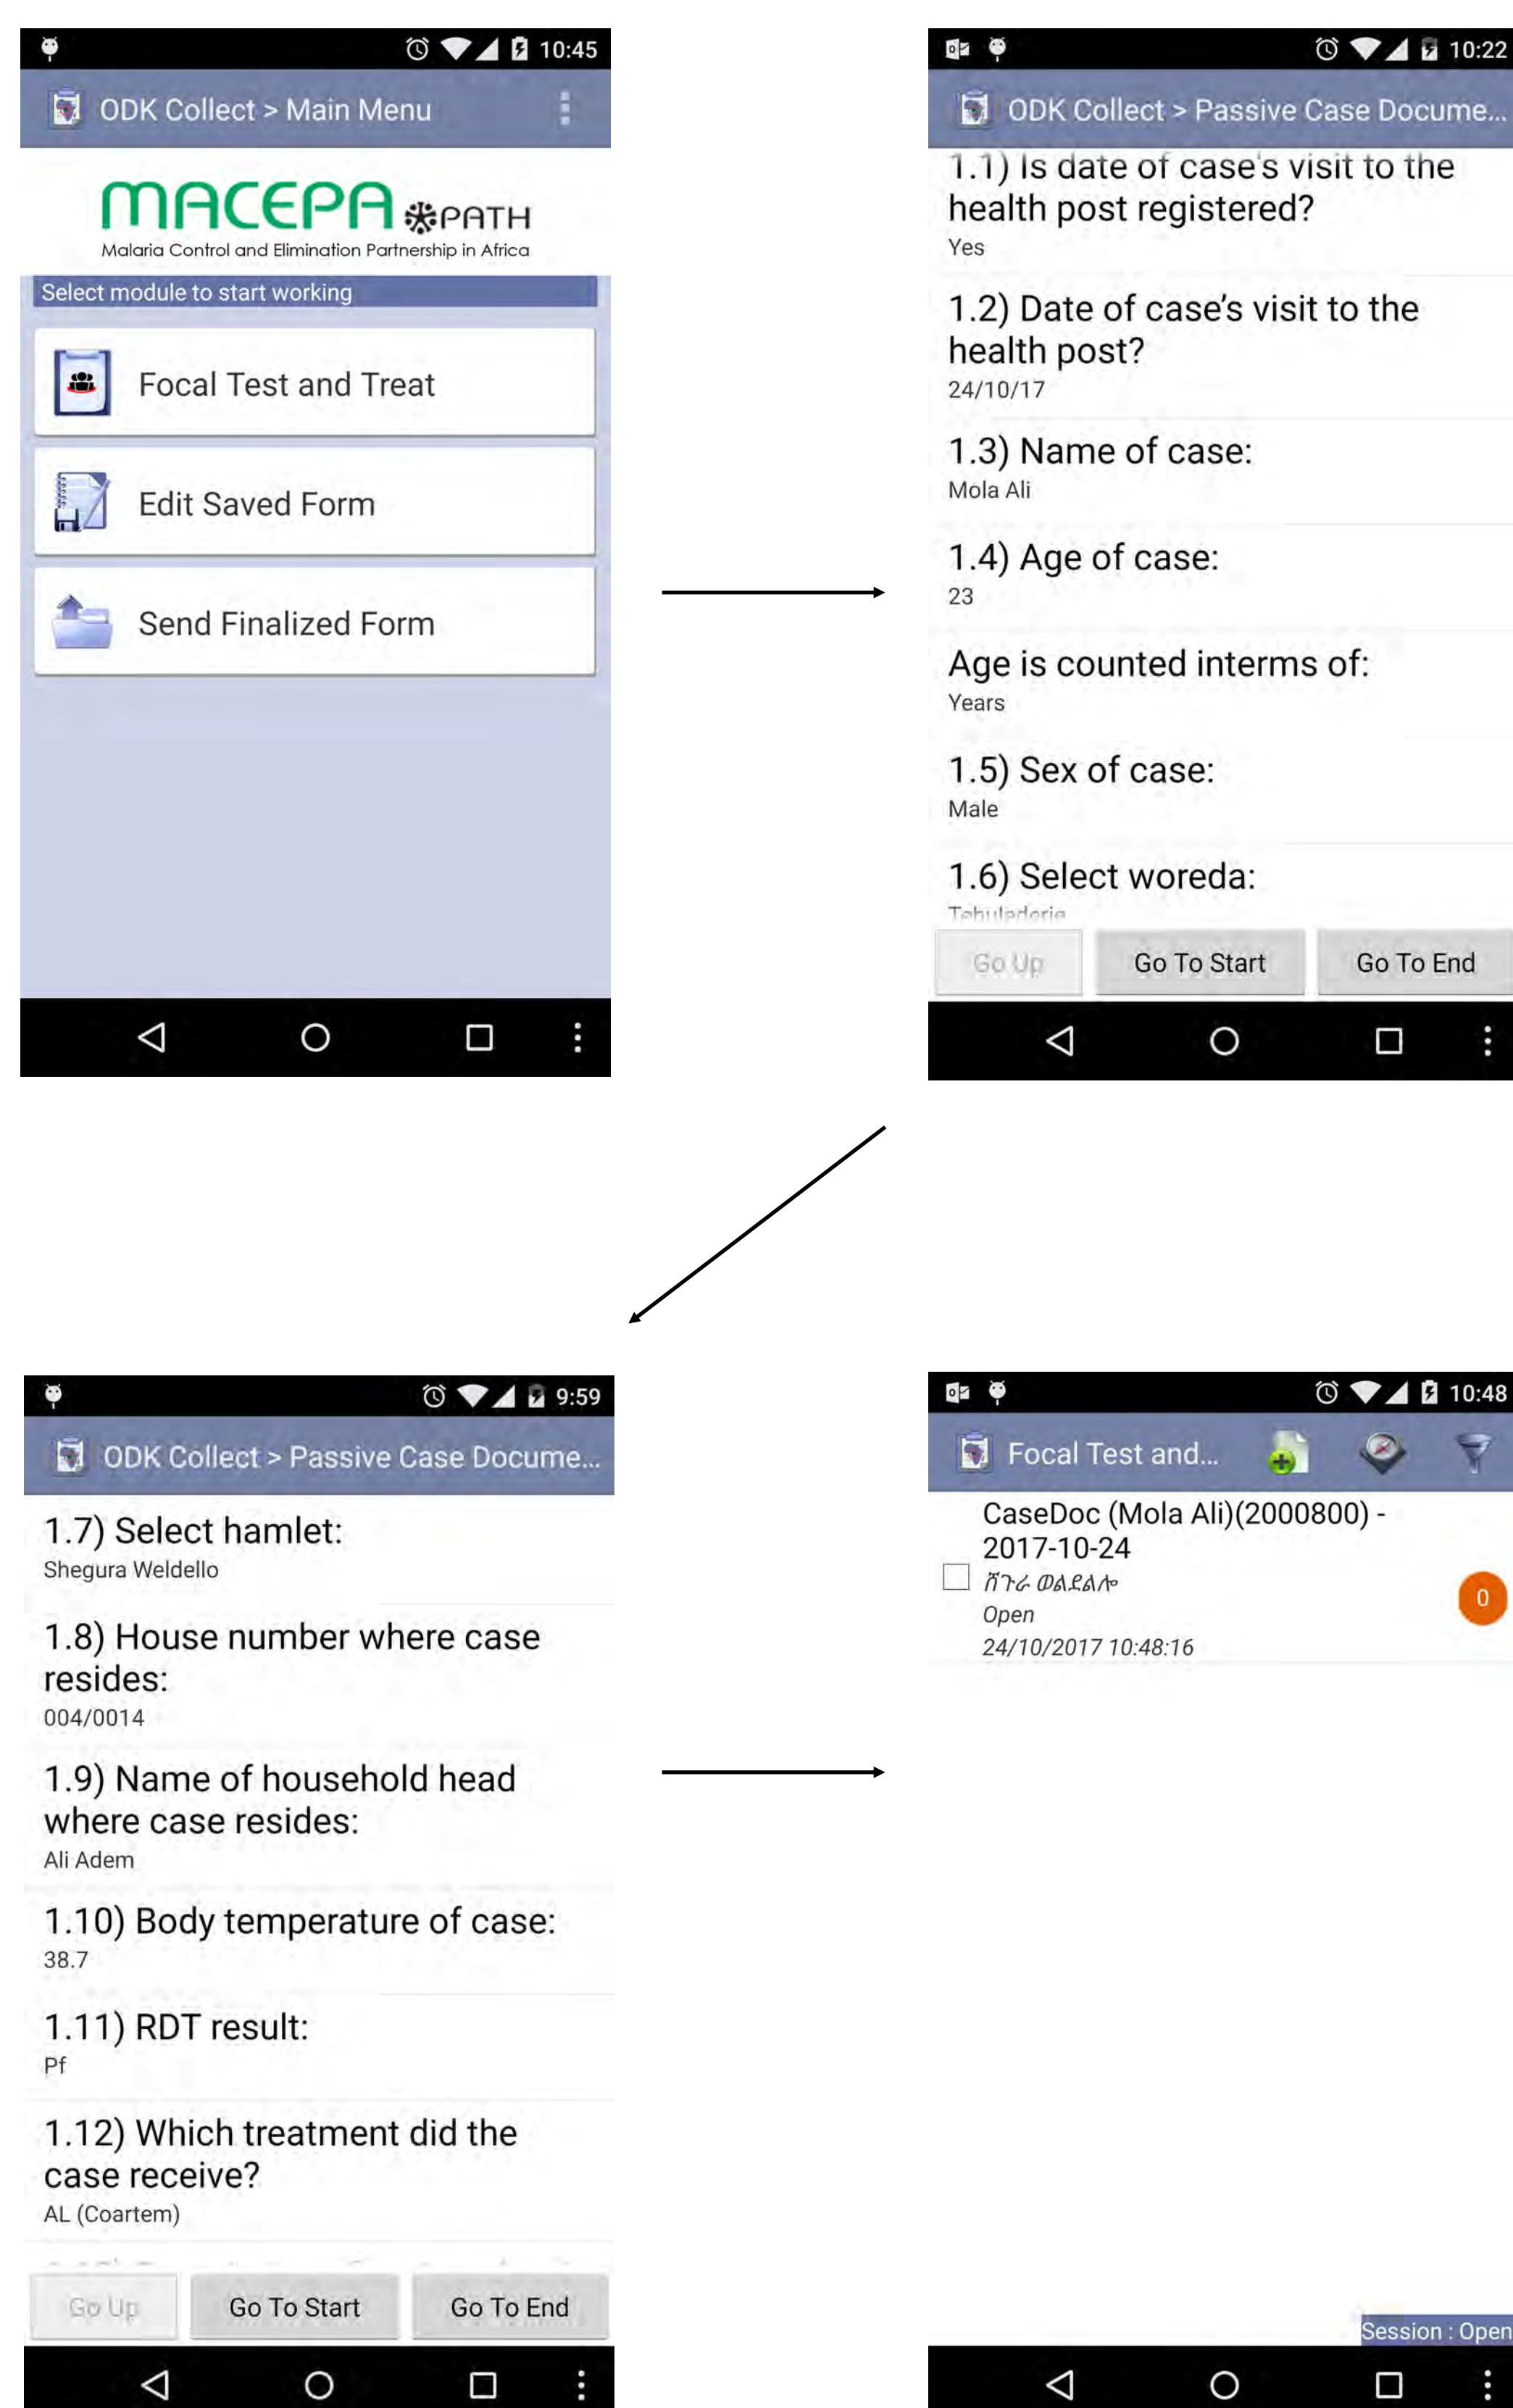 10:45
ODK Collect > Main Menu
MACEPA PATH
Malaria Control and Elimination Partnership in Africa
Select module to start working
Focal Test and Treat
Edit Saved Form
Send Finalized Form
10:22
ODK Collect > Passive Case Docume...
1.1) Is date of case's visit to the
health post registered?
Yes
1.2) Date of case’s visit to the
health post?
24/10/17
1.3) Name of case:
Mola Ali
1.4) Age of case:
23
Age is counted interms of:
Years
1.5) Sex of case:
Male
1.6) Select woreda:
Tehulederie
Go Up
Go To Start
Go To End
9:59
ODK Collect > Passive Case Docume...
1.7) Select hamlet:
Shegura Weldello
1.8) House number where case
resides:
004/0014
1.9) Name of household head
where case resides:
Ali Adem
1.10) Body temperature of case:
38.7
1.11) RDT result:
Pf
1.12) Which treatment did the
case receive?
AL (Coartem)
Go Up
Go To Start
Go To End
10:48
Focal Test and...
CaseDoc (Mola Ali)(2000800) -
2017-10-24
ሸጉራ ወልደልሎ
Open
24/10/2017 10:48:16
0
Session : Open